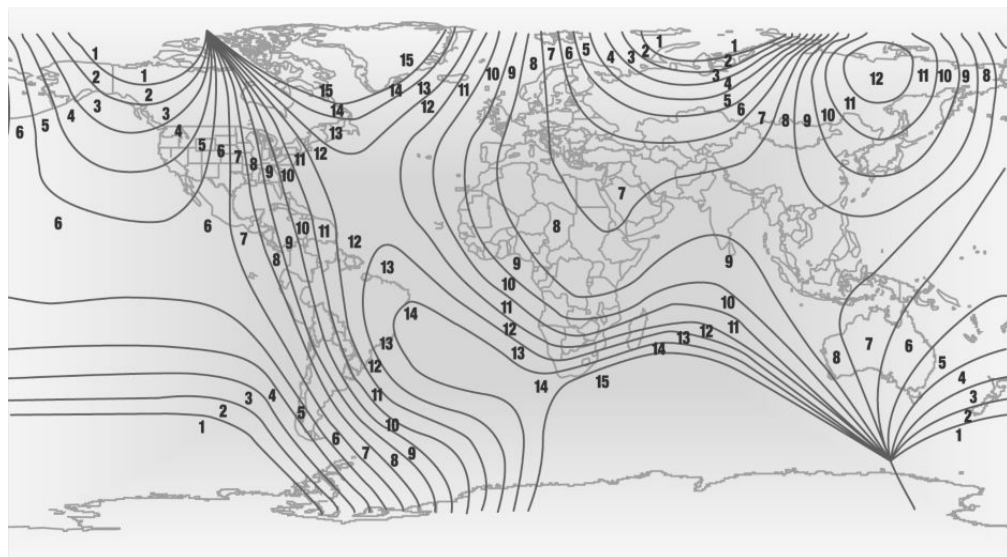 1 1 15 7 6 5 4 3 2 1 1 2
2 2 15 14 13 12 11 10 9 8 3 4 12 11 10 9 8
3 3 14 5 6 11
4 4 13 7 8 9 10
6 5 5 6 7 8 9 10 11 12
6 6 7 8 9 10 11 12 8 7
13 9 9
8 10 10
14 11 12 13 12 11
13 12 13 14 8 7 6 5
4 14 15 4
3 11 3
2 5 10 2
1 6 1
7 8 9